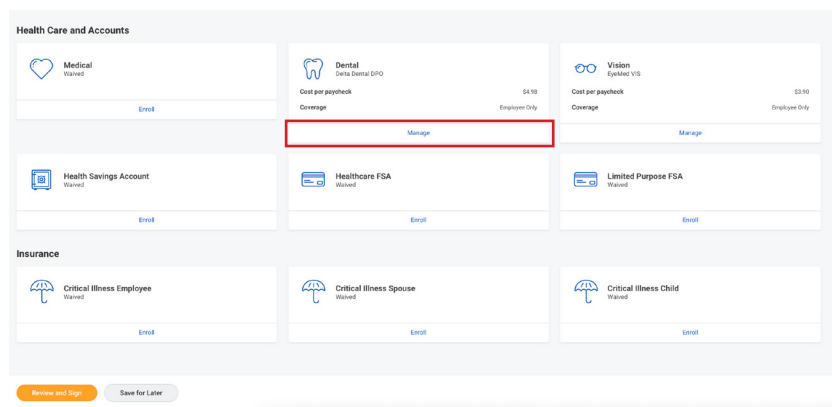 Health Care and Accounts
Medical
Waived
Enroll
Dental
Delta Dental DPO
Cost per paycheck $4.98
Coverage Employee Only
Manage
Vision
EyeMed VIS
Cost per paycheck $3.90
Coverage Employee Only
Manage
Health Savings Account
Waived
Enroll
Healthcare FSA
Waived
Enroll
Limited Purpose FSA
Waived
Enroll
Insurance
Critical Illness Employee
Waived
Enroll
Critical Illness Spouse
Waived
Enroll
Critical Illness Child
Waived
Enroll
Review and Sign
Save for Later